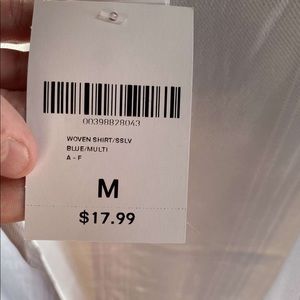 00398828043
WOVEN SHIRT/SSLV
BLUE/MULTI
A - F
M
$17.99